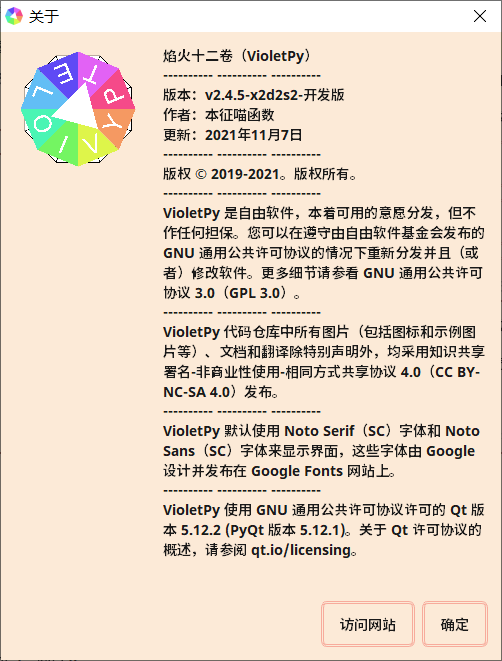 关于
VIOLETPY
焰火十二卷（VioletPy）
---------- ---------- ----------
版本：v2.4.5-x2d2s2-开发版
作者：本征喵函数
更新：2021年11月7日
---------- ---------- ----------
版权 © 2019-2021。版权所有。
---------- ---------- ----------
VioletPy 是自由软件，本着可用的意愿分发，但不
作任何担保。您可以在遵守由自由软件基金会发布的
GNU 通用公共许可协议的情况下重新分发并且（或
者）修改软件。更多细节请参看 GNU 通用公共许可
协议 3.0（GPL 3.0）。
---------- ---------- ----------
VioletPy 代码仓库中所有图片（包括图标和示例图
片等）、文档和翻译除特别声明外，均采用知识共享
署名-非商业性使用-相同方式共享协议 4.0（CC BY-
NC-SA 4.0）发布。
---------- ---------- ----------
VioletPy 默认使用 Noto Serif（SC）字体和 Noto
Sans（SC）字体来显示界面，这些字体由 Google
设计并发布在 Google Fonts 网站上。
---------- ---------- ----------
VioletPy 使用 GNU 通用公共许可协议许可的 Qt 版
本 5.12.2 (PyQt 版本 5.12.1)。关于 Qt 许可协议的
概述，请参阅 qt.io/licensing。
访问网站
确定